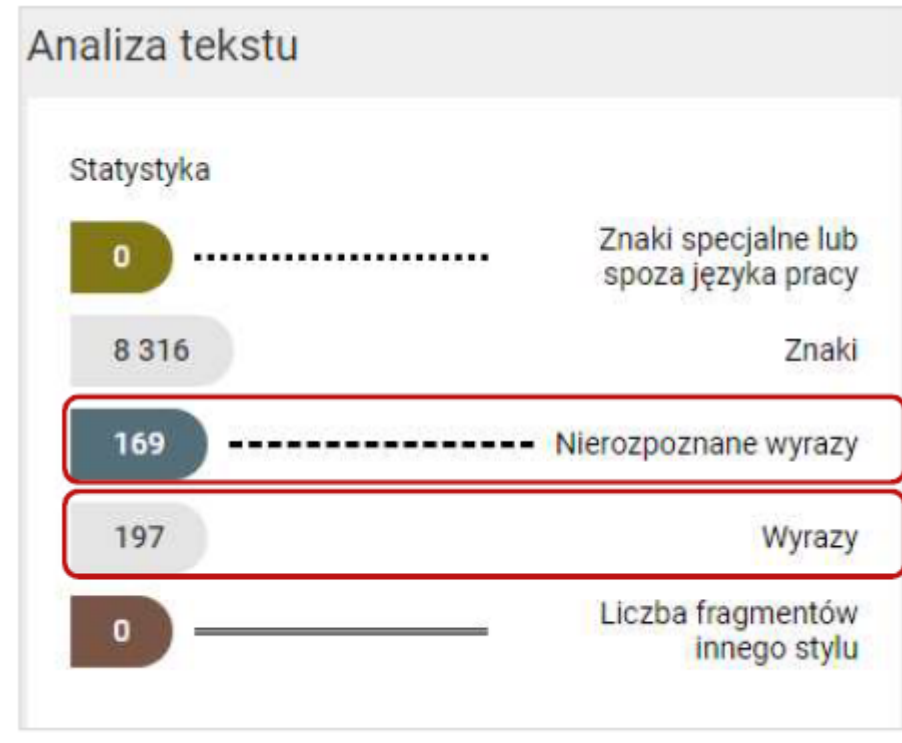 Analiza tekstu
Statystyka
0 Znaki specjalne lub
spoza języka pracy
8 316 Znaki
169 Nierozpoznane wyrazy
197 Wyrazy
0 Liczba fragmentów
innego stylu